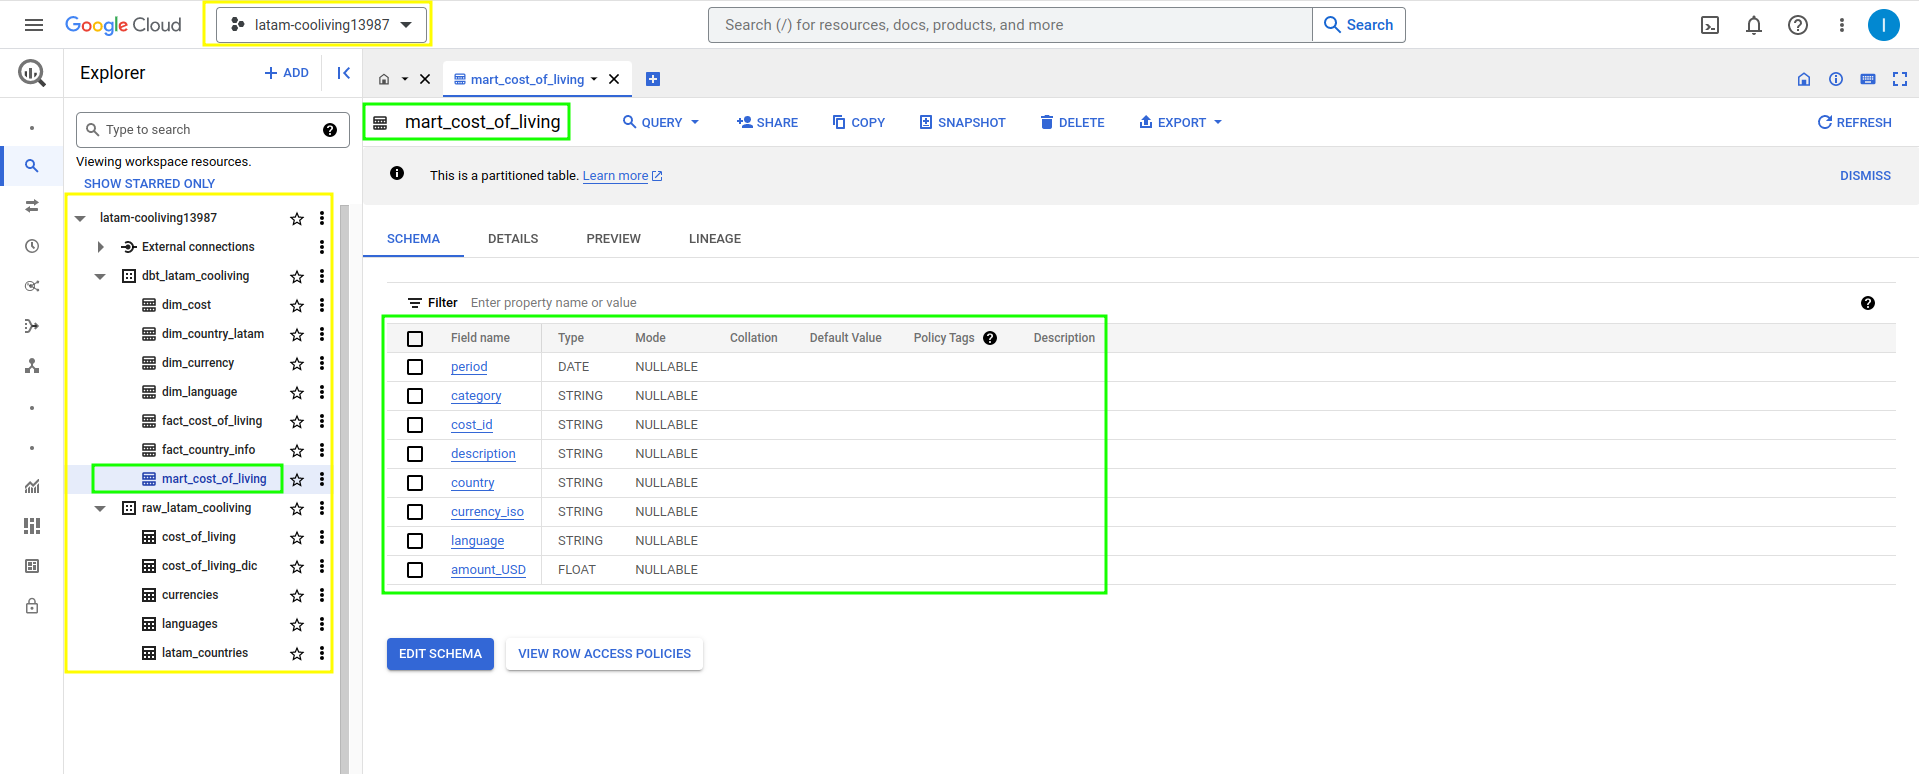 Google Cloud
latam-cooliving13987
Search (/) for resources, docs, products, and more
Search
I
Explorer
ADD
mart_cost_of_living
Type to search
Viewing workspace resources.
SHOW STARRED ONLY
latam-cooliving13987
External connections
dbt_latam_cooliving
dim_cost
dim_country_latam
dim_currency
dim_language
fact_cost_of_living
fact_country_info
mart_cost_of_living
raw_latam_cooliving
cost_of_living
cost_of_living_dic
currencies
languages
latam_countries
mart_cost_of_living
QUERY
SHARE
COPY
SNAPSHOT
DELETE
EXPORT
REFRESH
This is a partitioned table. Learn more
DISMISS
SCHEMA
DETAILS
PREVIEW
LINEAGE
Filter Enter property name or value
Field name Type Mode Collation Default Value Policy Tags Description
period DATE NULLABLE
category STRING NULLABLE
cost_id STRING NULLABLE
description STRING NULLABLE
country STRING NULLABLE
currency_iso STRING NULLABLE
language STRING NULLABLE
amount_USD FLOAT NULLABLE
EDIT SCHEMA
VIEW ROW ACCESS POLICIES